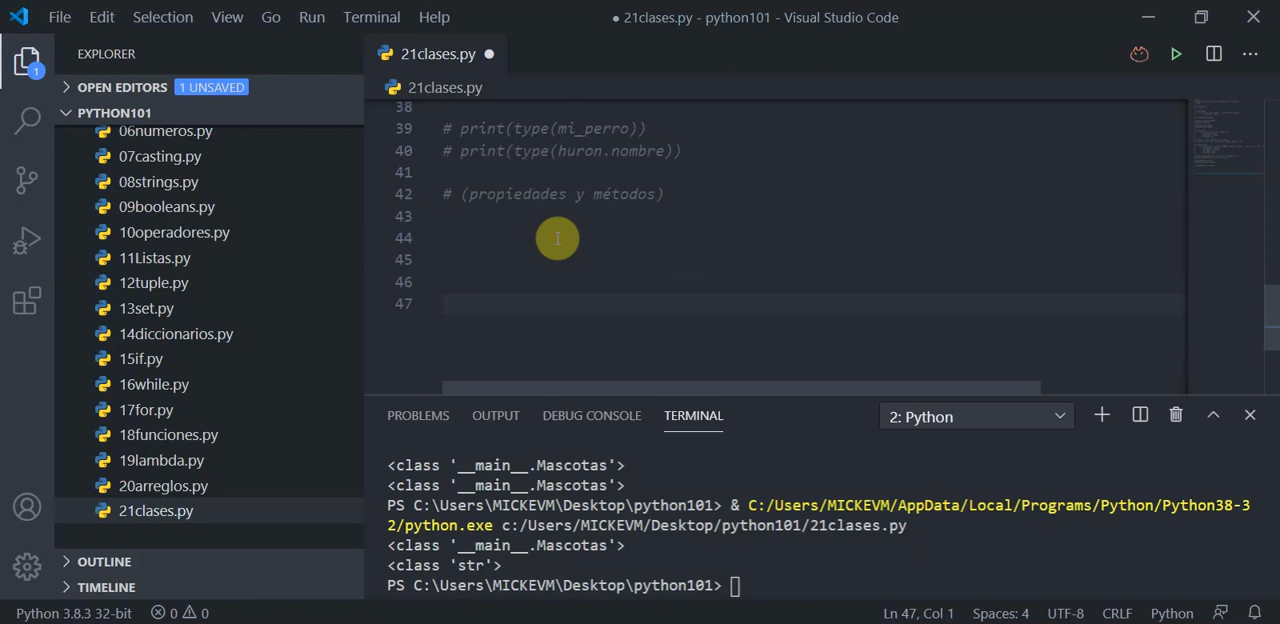 File Edit Selection View Go Run Terminal Help
● 21clases.py - python101 - Visual Studio Code
EXPLORER
OPEN EDITORS 1 UNSAVED
PYTHON101
06numeros.py
07casting.py
08strings.py
09booleans.py
10operadores.py
11Listas.py
12tuple.py
13set.py
14diccionarios.py
15if.py
16while.py
17for.py
18funciones.py
19lambda.py
20arreglos.py
21clases.py
OUTLINE
TIMELINE
1
21clases.py ●
21clases.py
38
39 # print(type(mi_perro))
40 # print(type(huron.nombre))
41
42 # (propiedades y métodos)
43
44
45
46
47
PROBLEMS OUTPUT DEBUG CONSOLE TERMINAL 2: Python
<class '__main__.Mascotas'>
<class '__main__.Mascotas'>
PS C:\Users\MICKEVM\Desktop\python101> & C:/Users/MICKEVM/AppData/Local/Programs/Python/Python38-3
2/python.exe c:/Users/MICKEVM/Desktop/python101/21clases.py
<class '__main__.Mascotas'>
<class 'str'>
PS C:\Users\MICKEVM\Desktop\python101>
Python 3.8.3 32-bit 0 0 Ln 47, Col 1 Spaces: 4 UTF-8 CRLF Python